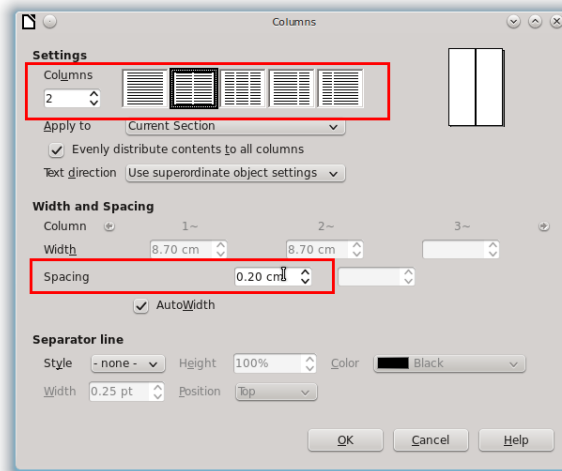 Columns
Settings
Columns
2
Apply to Current Section
Evenly distribute contents to all columns
Text direction Use superordinate object settings
Width and Spacing
Column 1~ 2~ 3~
Width 8.70 cm 8.70 cm
Spacing 0.20 cm
AutoWidth
Separator line
Style - none - Height 100% Color Black
Width 0.25 pt Position Top
OK Cancel Help